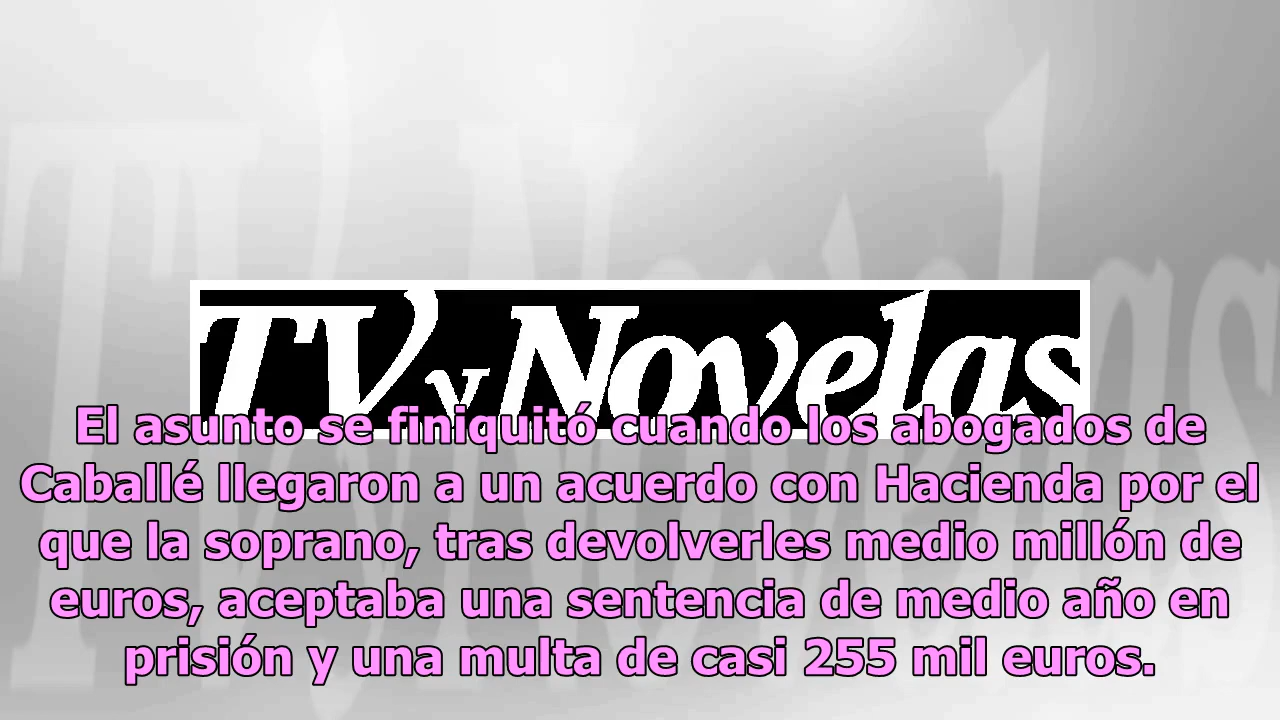 TV y Novelas
El asunto se finiquitó cuando los abogados de
Caballé llegaron a un acuerdo con Hacienda por el
que la soprano, tras devolverles medio millón de
euros, aceptaba una sentencia de medio año en
prisión y una multa de casi 255 mil euros.